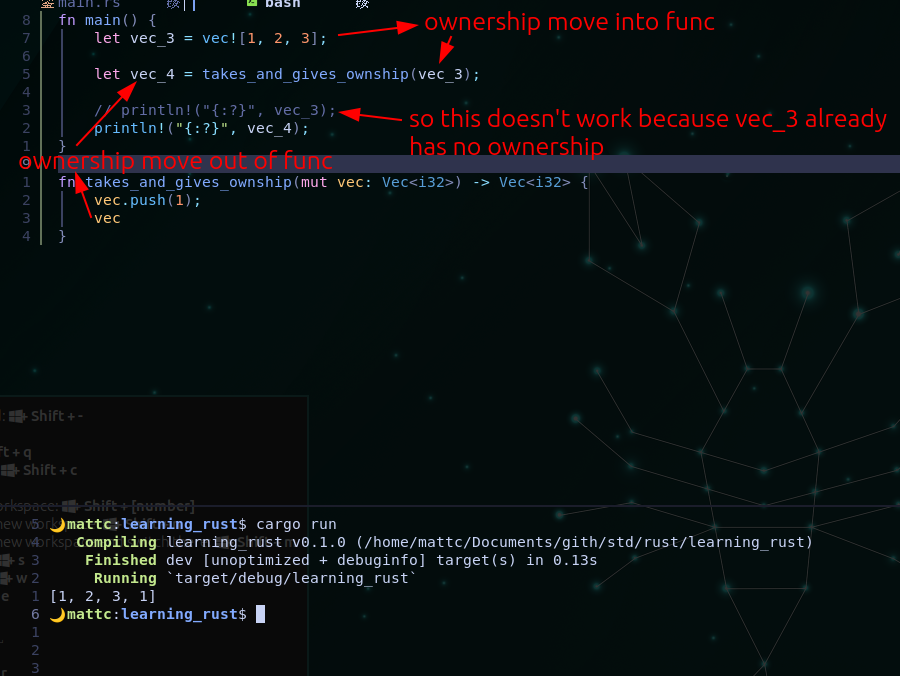 main.rs bash
8 fn main() {
7 let vec_3 = vec![1, 2, 3];
ownership move into func
6
5 let vec_4 = takes_and_gives_ownship(vec_3);
4
3 // println!("{:?}", vec_3);
so this doesn't work because vec_3 already
has no ownership
2 println!("{:?}", vec_4);
1 }
ownership move out of func
9
1 fn takes_and_gives_ownship(mut vec: Vec<i32>) -> Vec<i32> {
2 vec.push(1);
3 vec
4 }
: + Shift + -
ft + q
+ Shift + c
orkspace: + Shift + [number]
5 mattc:learning_rust$ cargo run
4 Compiling learning_rust v0.1.0 (/home/mattc/Documents/gith/std/rust/learning_rust)
3 Finished dev [unoptimized + debuginfo] target(s) in 0.13s
+ s
2 Running `target/debug/learning_rust`
+ w
1 [1, 2, 3, 1]
e
6 mattc:learning_rust$
1
2
3